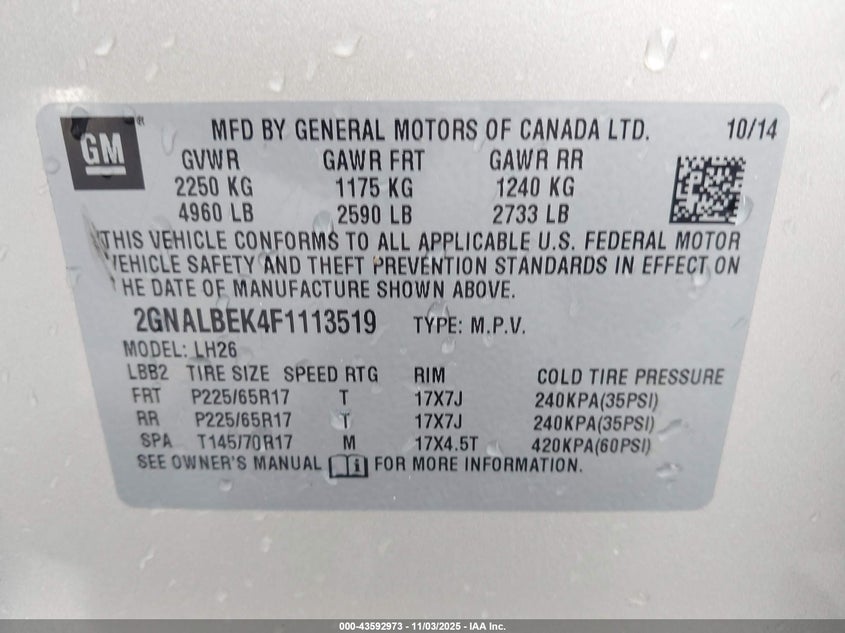 GM ® MFD BY GENERAL MOTORS OF CANADA LTD. 10/14
GVWR GAWR FRT GAWR RR
2250 KG 1175 KG 1240 KG
4960 LB 2590 LB 2733 LB
THIS VEHICLE CONFORMS TO ALL APPLICABLE U.S. FEDERAL MOTOR
VEHICLE SAFETY AND THEFT PREVENTION STANDARDS IN EFFECT ON
THE DATE OF MANUFACTURE SHOWN ABOVE.
2GNALBEK4F1113519 TYPE: M.P.V.
MODEL: LH26
LBB2 TIRE SIZE SPEED RTG RIM COLD TIRE PRESSURE
FRT P225/65R17 T 17X7J 240KPA(35PSI)
RR P225/65R17 T 17X7J 240KPA(35PSI)
SPA T145/70R17 M 17X4.5T 420KPA(60PSI)
SEE OWNER'S MANUAL i FOR MORE INFORMATION.
000-43592973 - 11/03/2025 - IAA Inc.